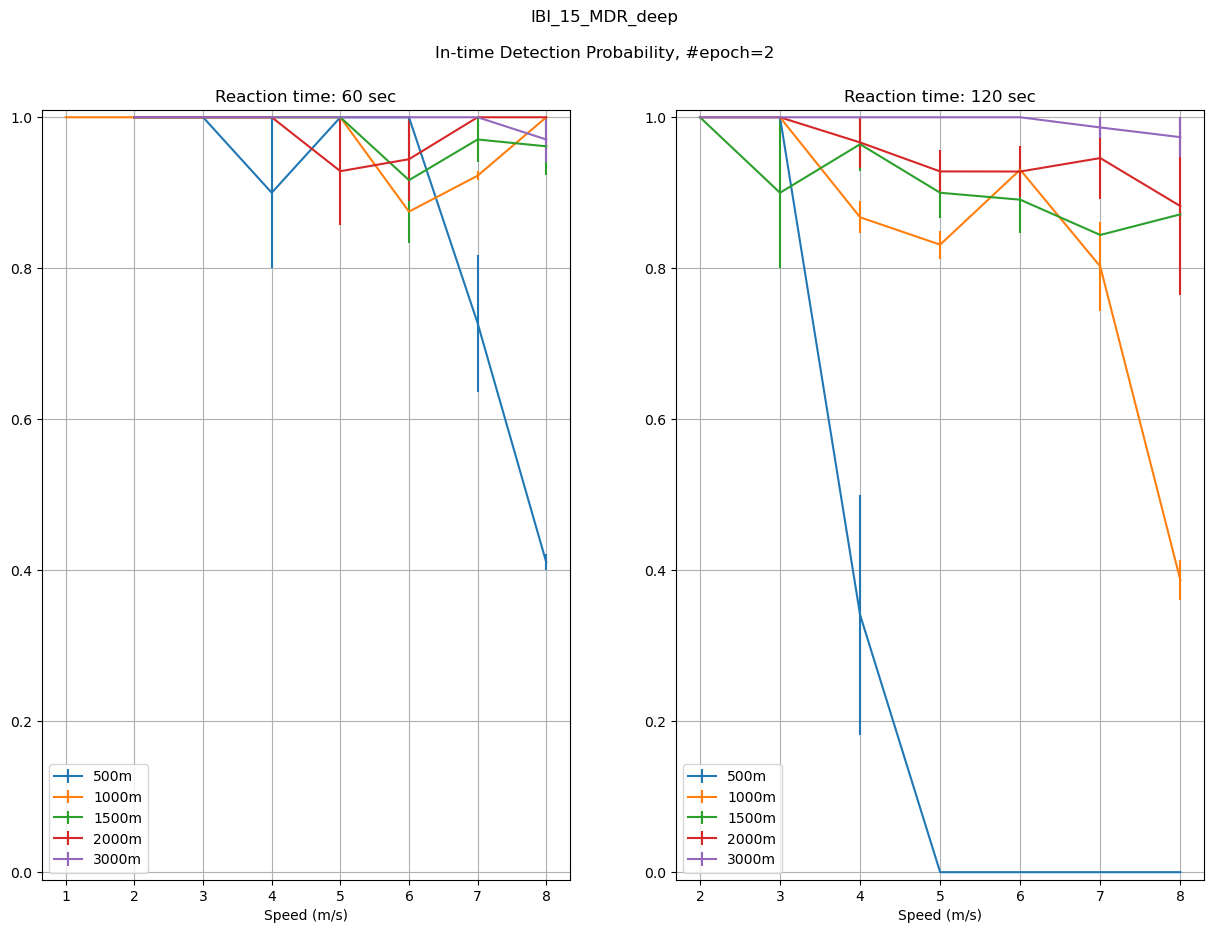 IBI_15_MDR_deep
In-time Detection Probability, #epoch=2
Reaction time: 60 sec
1.0
0.8
0.6
0.4
0.2
0.0
500m
1000m
1500m
2000m
3000m
1 2 3 4 5 6 7 8
Speed (m/s)
Reaction time: 120 sec
1.0
0.8
0.6
0.4
0.2
0.0
500m
1000m
1500m
2000m
3000m
2 3 4 5 6 7 8
Speed (m/s)